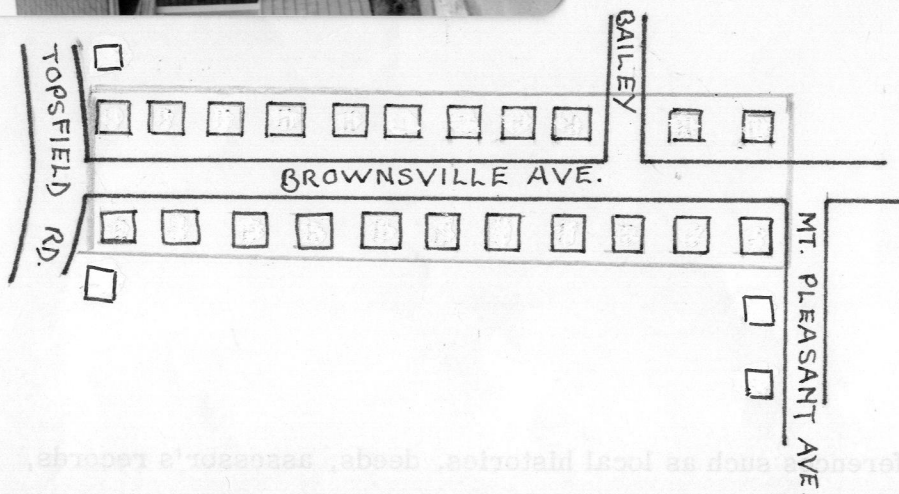 BAILEY
TOPSFIELD RD.
BROWNSVILLE AVE.
MT. PLEASANT AVE.
ferences such as local histories, deeds, assessor's records,